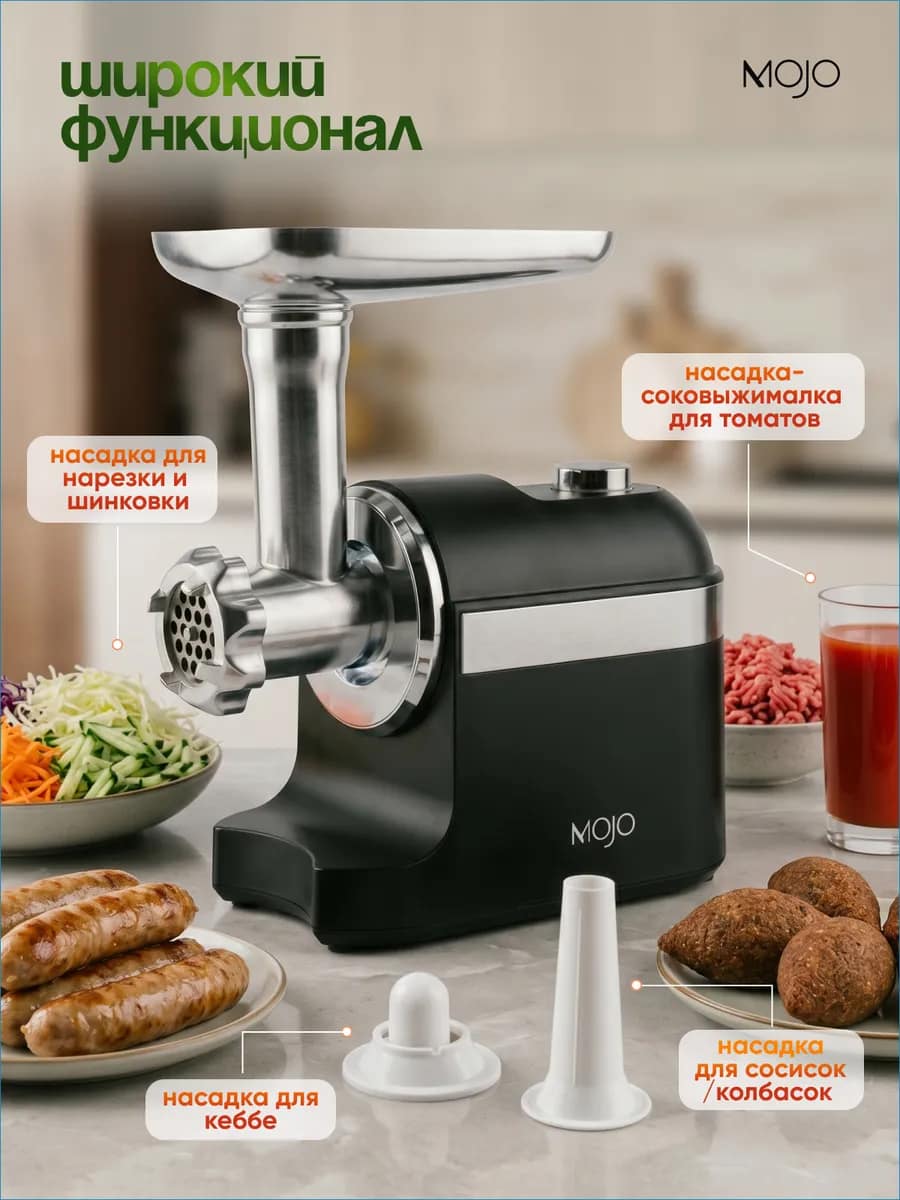 широкий
функционал
MOJO
насадка-
соковыжималка
для томатов
насадка для
нарезки и
шинковки
MOJO
насадка
для сосисок
/колбасок
насадка для
кеббе